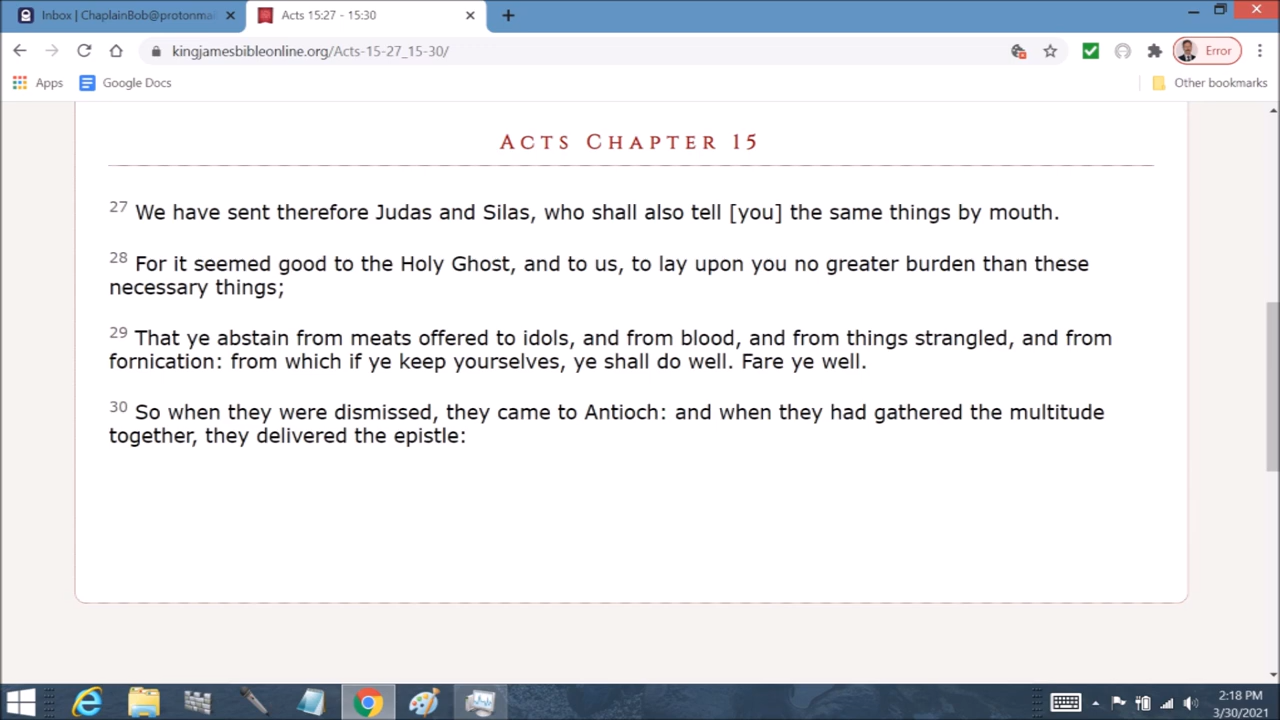 Inbox | ChaplainBob@protonmai
Acts 15:27 - 15:30
kingjamesbibleonline.org/Acts-15-27_15-30/
Error
Apps
Google Docs
Other bookmarks
Acts Chapter 15
27 We have sent therefore Judas and Silas, who shall also tell [you] the same things by mouth.
28 For it seemed good to the Holy Ghost, and to us, to lay upon you no greater burden than these
necessary things;
29 That ye abstain from meats offered to idols, and from blood, and from things strangled, and from
fornication: from which if ye keep yourselves, ye shall do well. Fare ye well.
30 So when they were dismissed, they came to Antioch: and when they had gathered the multitude
together, they delivered the epistle:
2:18 PM
3/30/2021